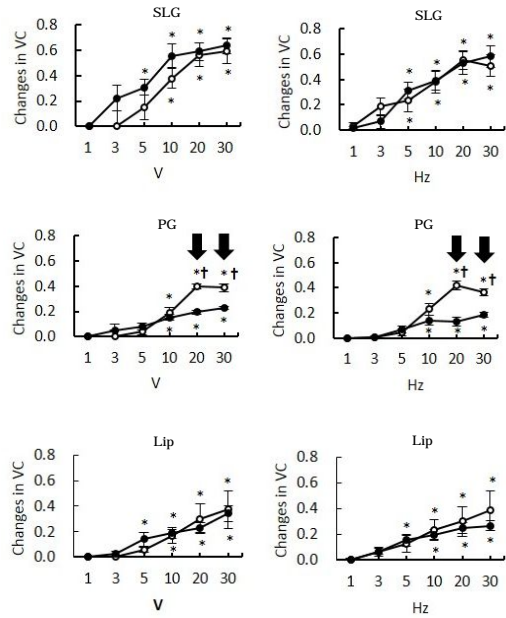 SLG
Changes in VC
0.8
0.6
0.4
0.2
0.0
* * * * * *
1 3 5 10 20 30
V
SLG
Changes in VC
0.8
0.6
0.4
0.2
0.0
* * * * * * *
1 3 5 10 20 30
Hz
PG
Changes in VC
0.8
0.6
0.4
0.2
0.0
*† *†
* * * *
1 3 5 10 20 30
V
PG
Changes in VC
0.8
0.6
0.4
0.2
0.0
*† *†
* * * *
1 3 5 10 20 30
Hz
Lip
Changes in VC
0.8
0.6
0.4
0.2
0.0
* * * *
* * *
1 3 5 10 20 30
V
Lip
Changes in VC
0.8
0.6
0.4
0.2
0.0
* * * *
* * *
1 3 5 10 20 30
Hz